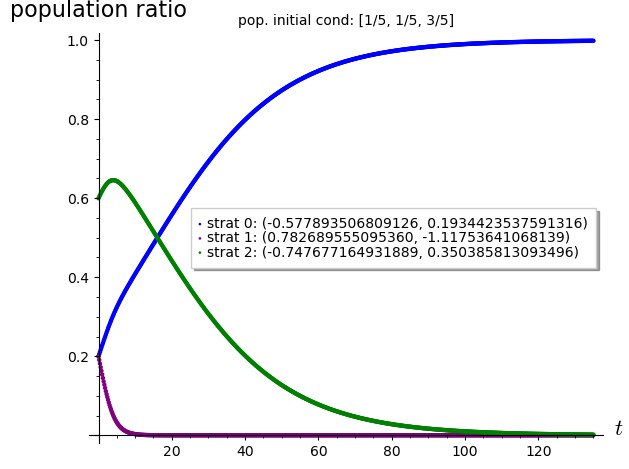 population ratio
pop. initial cond: [1/5, 1/5, 3/5]
1.0
0.8
0.6
strat 0: (-0.577893506809126, 0.1934423537591316)
strat 1: (0.782689555095360, -1.11753641068139)
strat 2: (-0.747677164931889, 0.350385813093496)
0.4
0.2
t
20 40 60 80 100 120